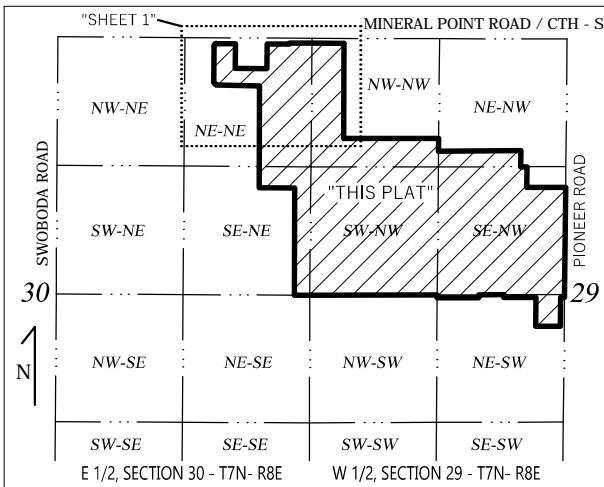 "SHEET 1"
MINERAL POINT ROAD / CTH - S
NW-NE
NE-NE
NW-NW
NE-NW
SWOBODA ROAD
PIONEER ROAD
"THIS PLAT"
SW-NE
SE-NE
SW-NW
SE-NW
30
29
N
NW-SE
NE-SE
NW-SW
NE-SW
SW-SE
SE-SE
SW-SW
SE-SW
E 1/2, SECTION 30 - T7N- R8E
W 1/2, SECTION 29 - T7N- R8E